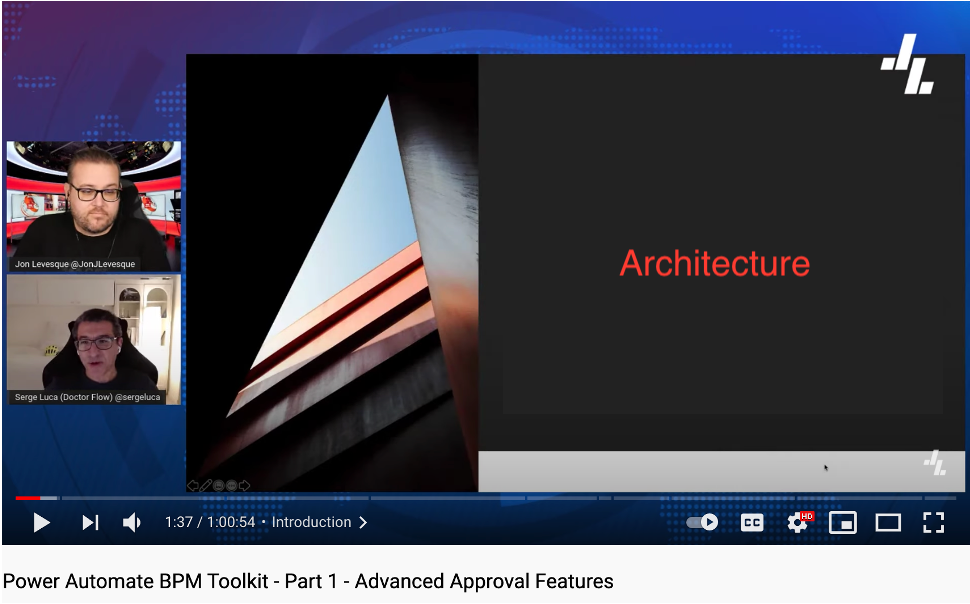 Architecture
Jon Levesque @JonJLevesque
Serge Luca (Doctor Flow) @sergeluca
1:37 / 1:00:54 • Introduction
CC
HD
Power Automate BPM Toolkit - Part 1 - Advanced Approval Features